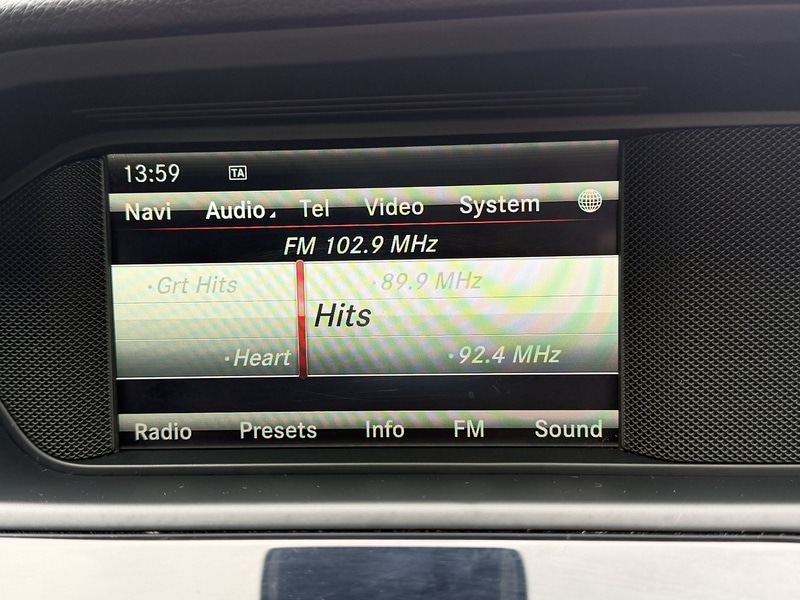 13:59 TA
Navi Audio Tel Video System
FM 102.9 MHz
·Grt Hits ·89.9 MHz
Hits
·Heart ·92.4 MHz
Radio Presets Info FM Sound